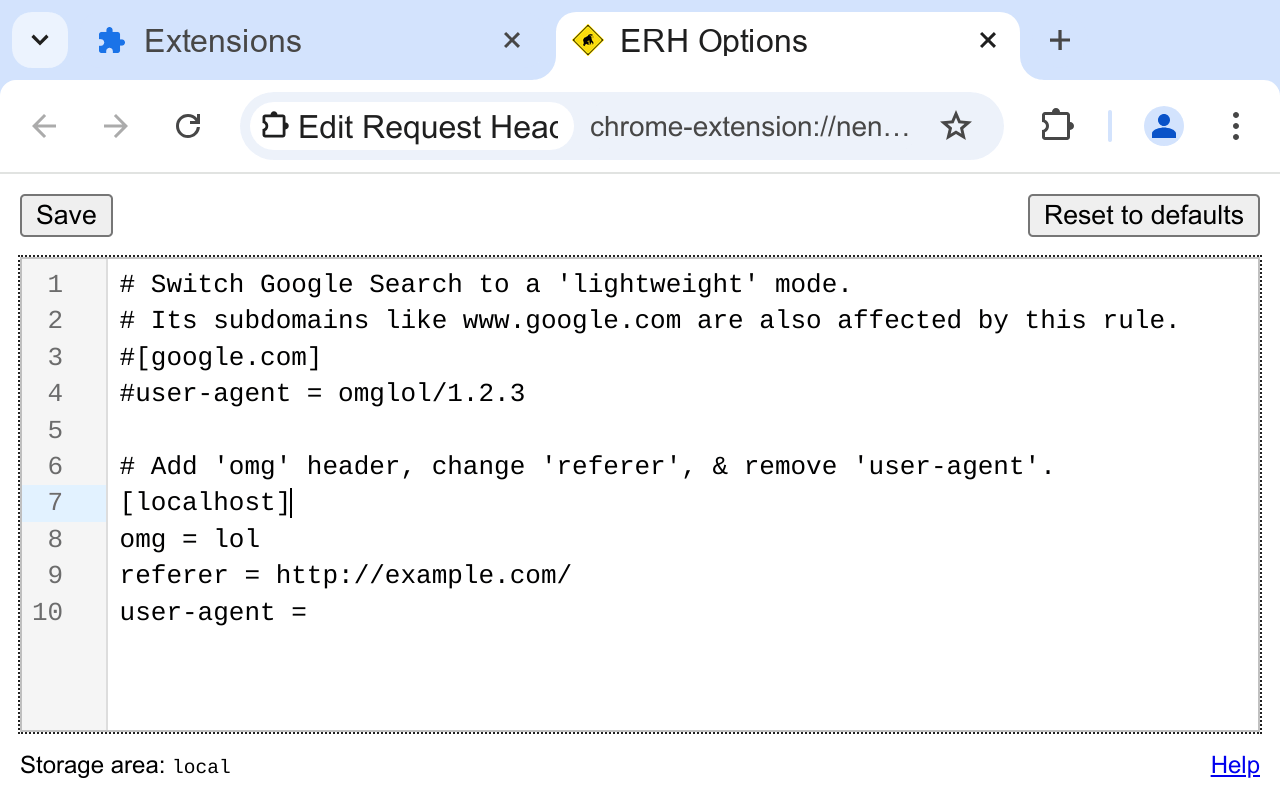 Extensions
ERH Options
Edit Request Heac
chrome-extension://nen…
Save
Reset to defaults
1 # Switch Google Search to a 'lightweight' mode.
2 # Its subdomains like www.google.com are also affected by this rule.
3 #[google.com]
4 #user-agent = omglol/1.2.3
5
6 # Add 'omg' header, change 'referer', & remove 'user-agent'.
7 [localhost]
8 omg = lol
9 referer = http://example.com/
10 user-agent =
Storage area: local
Help